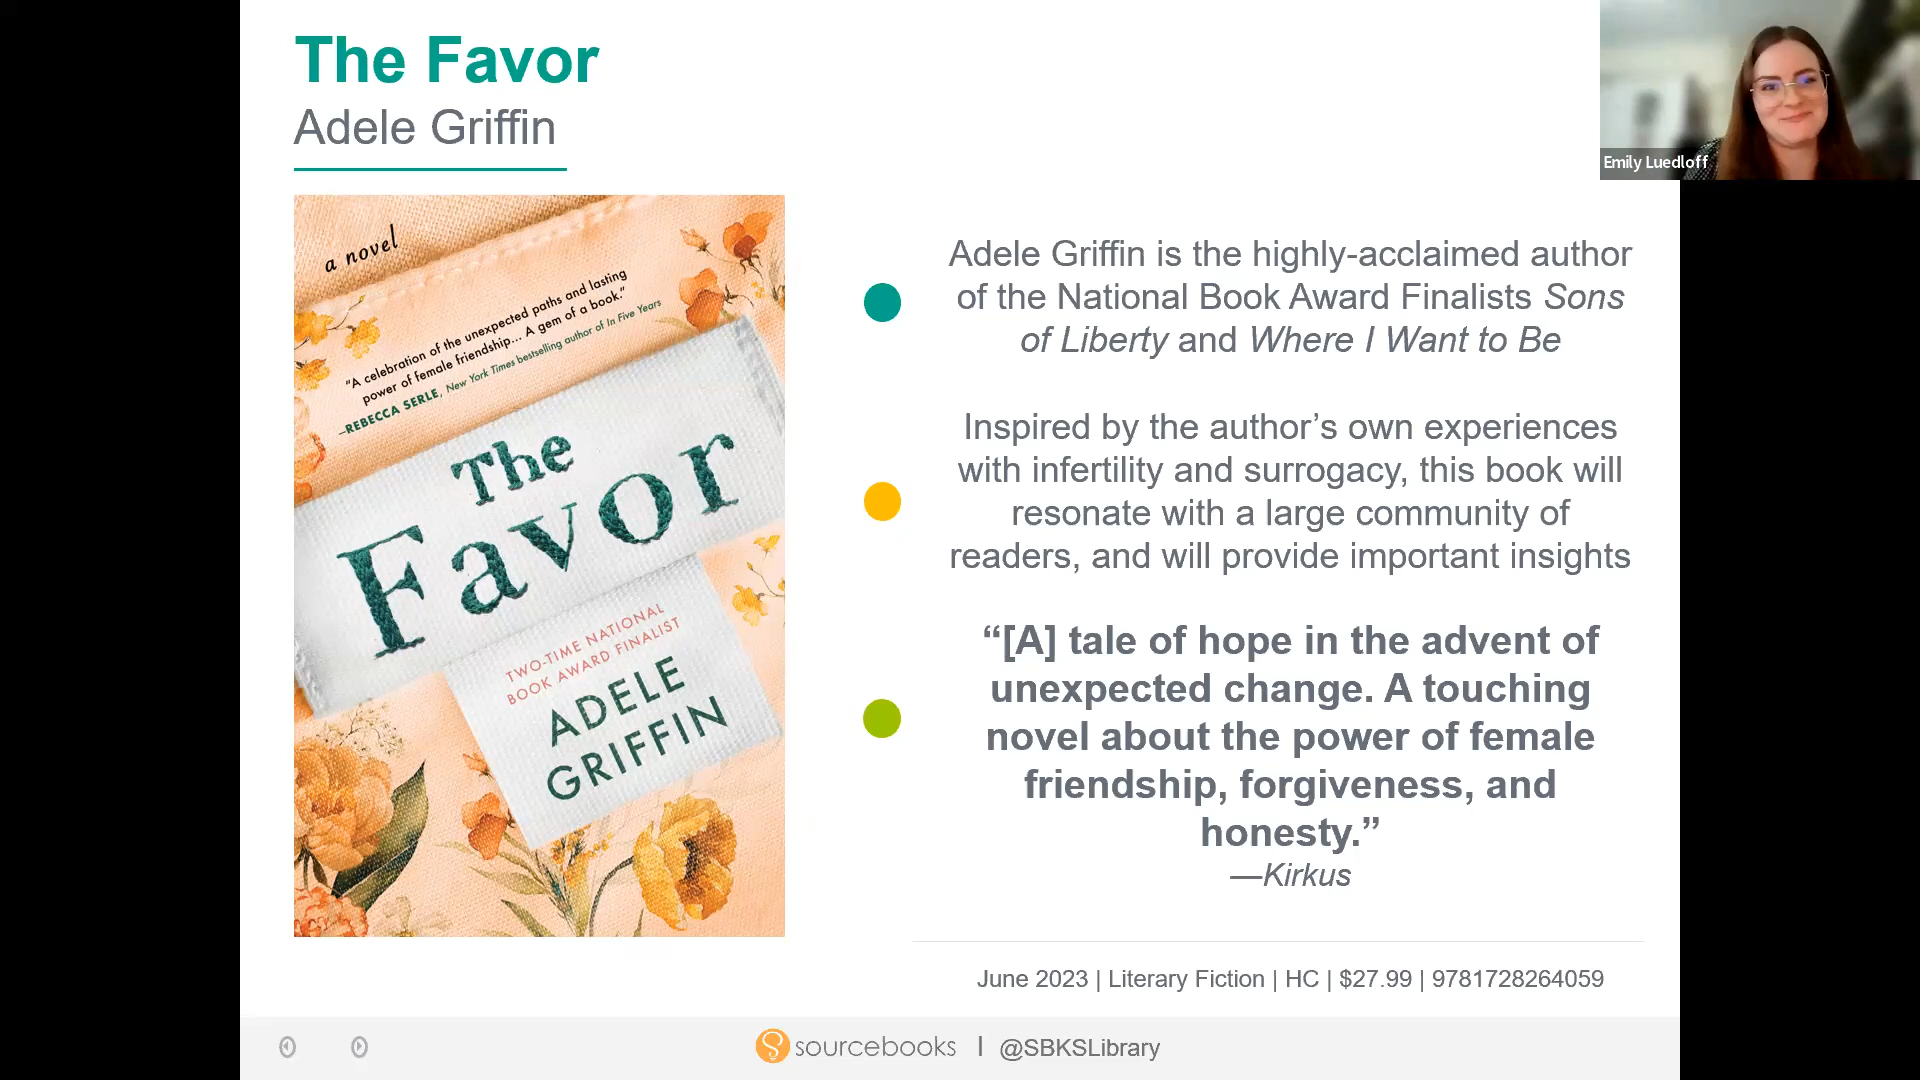 The Favor
Adele Griffin
a novel
“A celebration of the unexpected paths and lasting
power of female friendship... A gem of a book.”
—REBECCA SERLE, New York Times bestselling author of In Five Years
The
Favor
TWO-TIME NATIONAL
BOOK AWARD FINALIST
ADELE
GRIFFIN
Emily Luedloff
Adele Griffin is the highly-acclaimed author
of the National Book Award Finalists Sons
of Liberty and Where I Want to Be
Inspired by the author’s own experiences
with infertility and surrogacy, this book will
resonate with a large community of
readers, and will provide important insights
“[A] tale of hope in the advent of
unexpected change. A touching
novel about the power of female
friendship, forgiveness, and
honesty.”
—Kirkus
June 2023 | Literary Fiction | HC | $27.99 | 9781728264059
sourcebooks | @SBKSLibrary